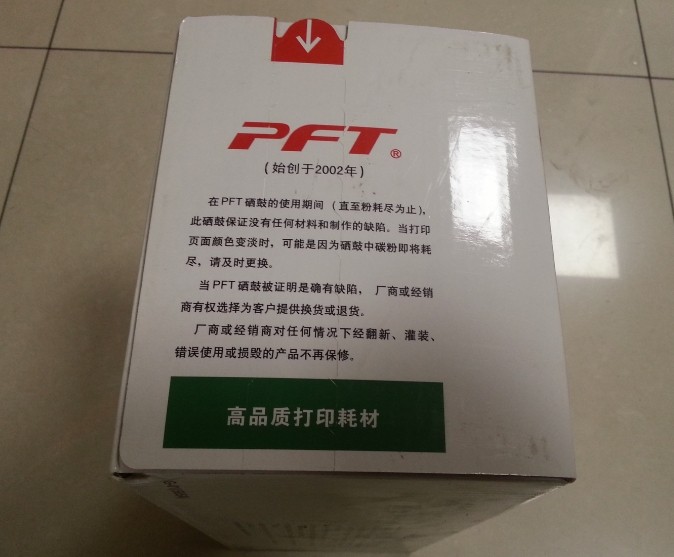 PFT®
(始创于2002年)
在PFT硒鼓的使用期间（直至粉耗尽为止),
此硒鼓保证没有任何材料和制作的缺陷。当打印
页面颜色变淡时、可能是因为硒鼓中碳粉即将耗
尽，请及时更换。
当PFT硒鼓被证明是确有缺陷，厂商或经销
商有权选择为客户提供换货或退货。
厂商或经销商对任何情况下经翻新、灌装、
错误使用或损毁的产品不再保修。
高品质打印耗材